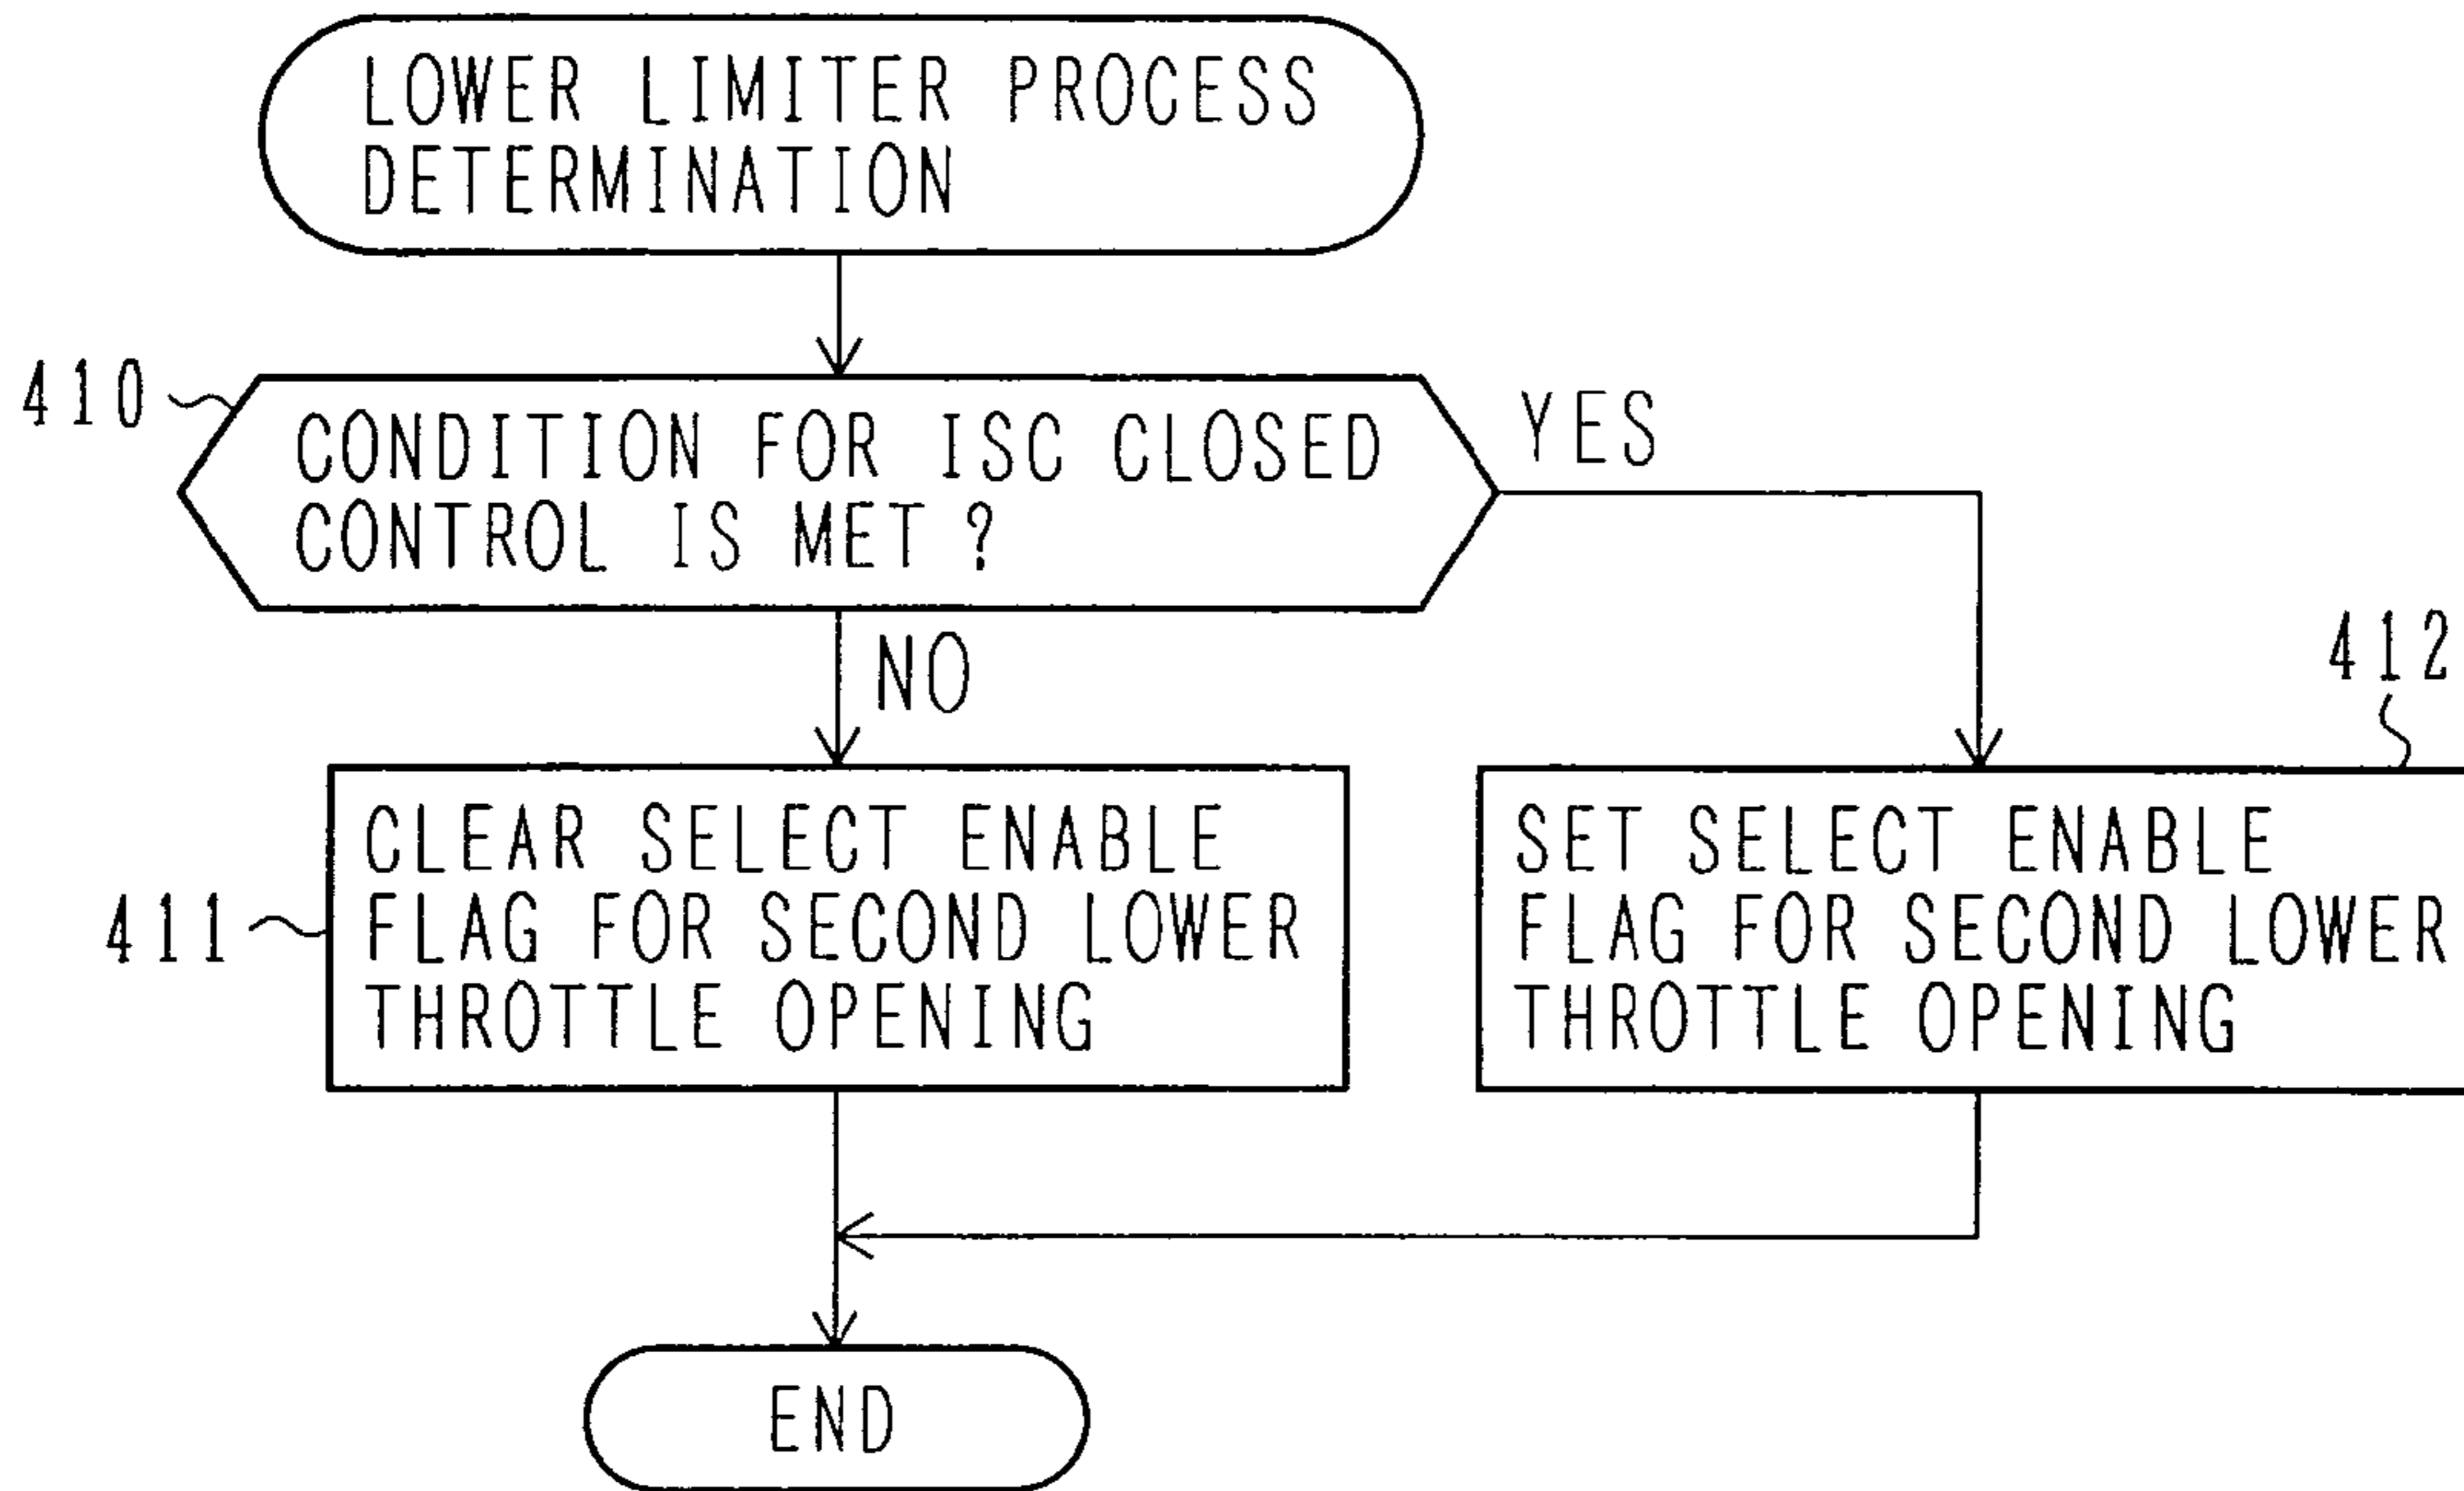 LOWER LIMITER PROCESS
DETERMINATION
410
CONDITION FOR ISC CLOSED
CONTROL IS MET ?
YES
NO
412
411
CLEAR SELECT ENABLE
FLAG FOR SECOND LOWER
THROTTLE OPENING
SET SELECT ENABLE
FLAG FOR SECOND LOWER
THROTTLE OPENING
END